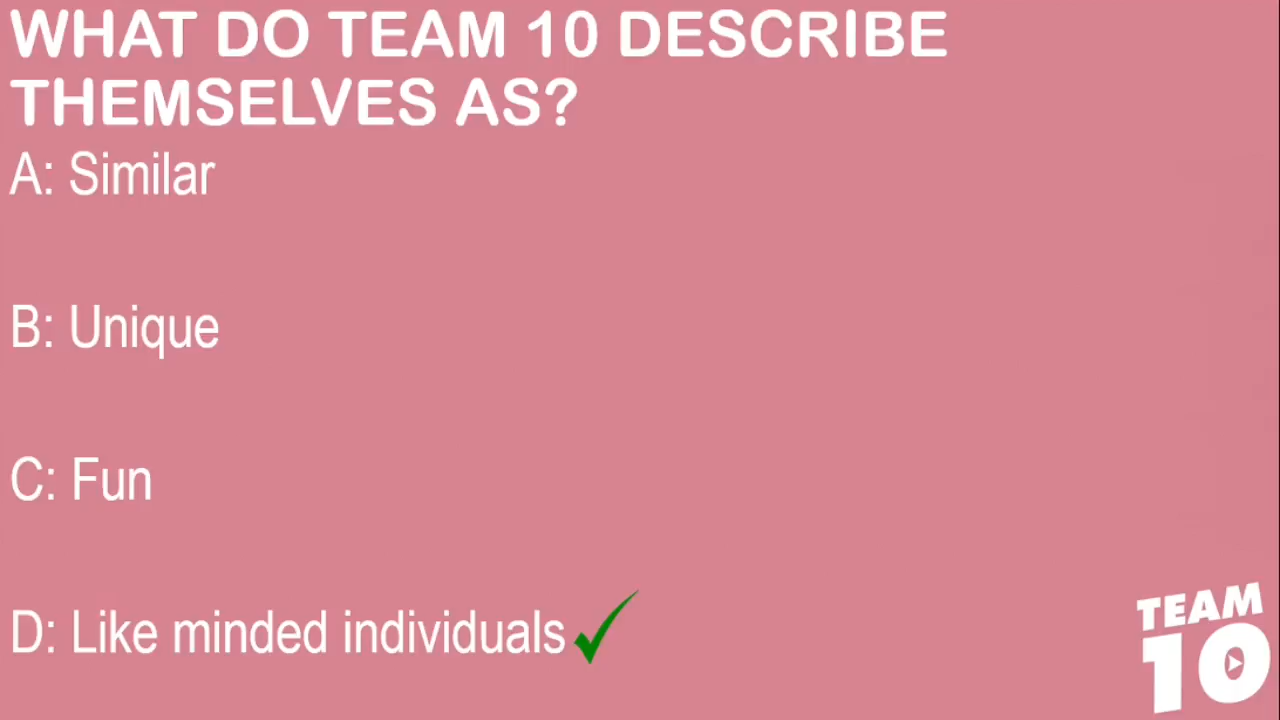 WHAT DO TEAM 10 DESCRIBE
THEMSELVES AS?
A: Similar
B: Unique
C: Fun
D: Like minded individuals
TEAM
10